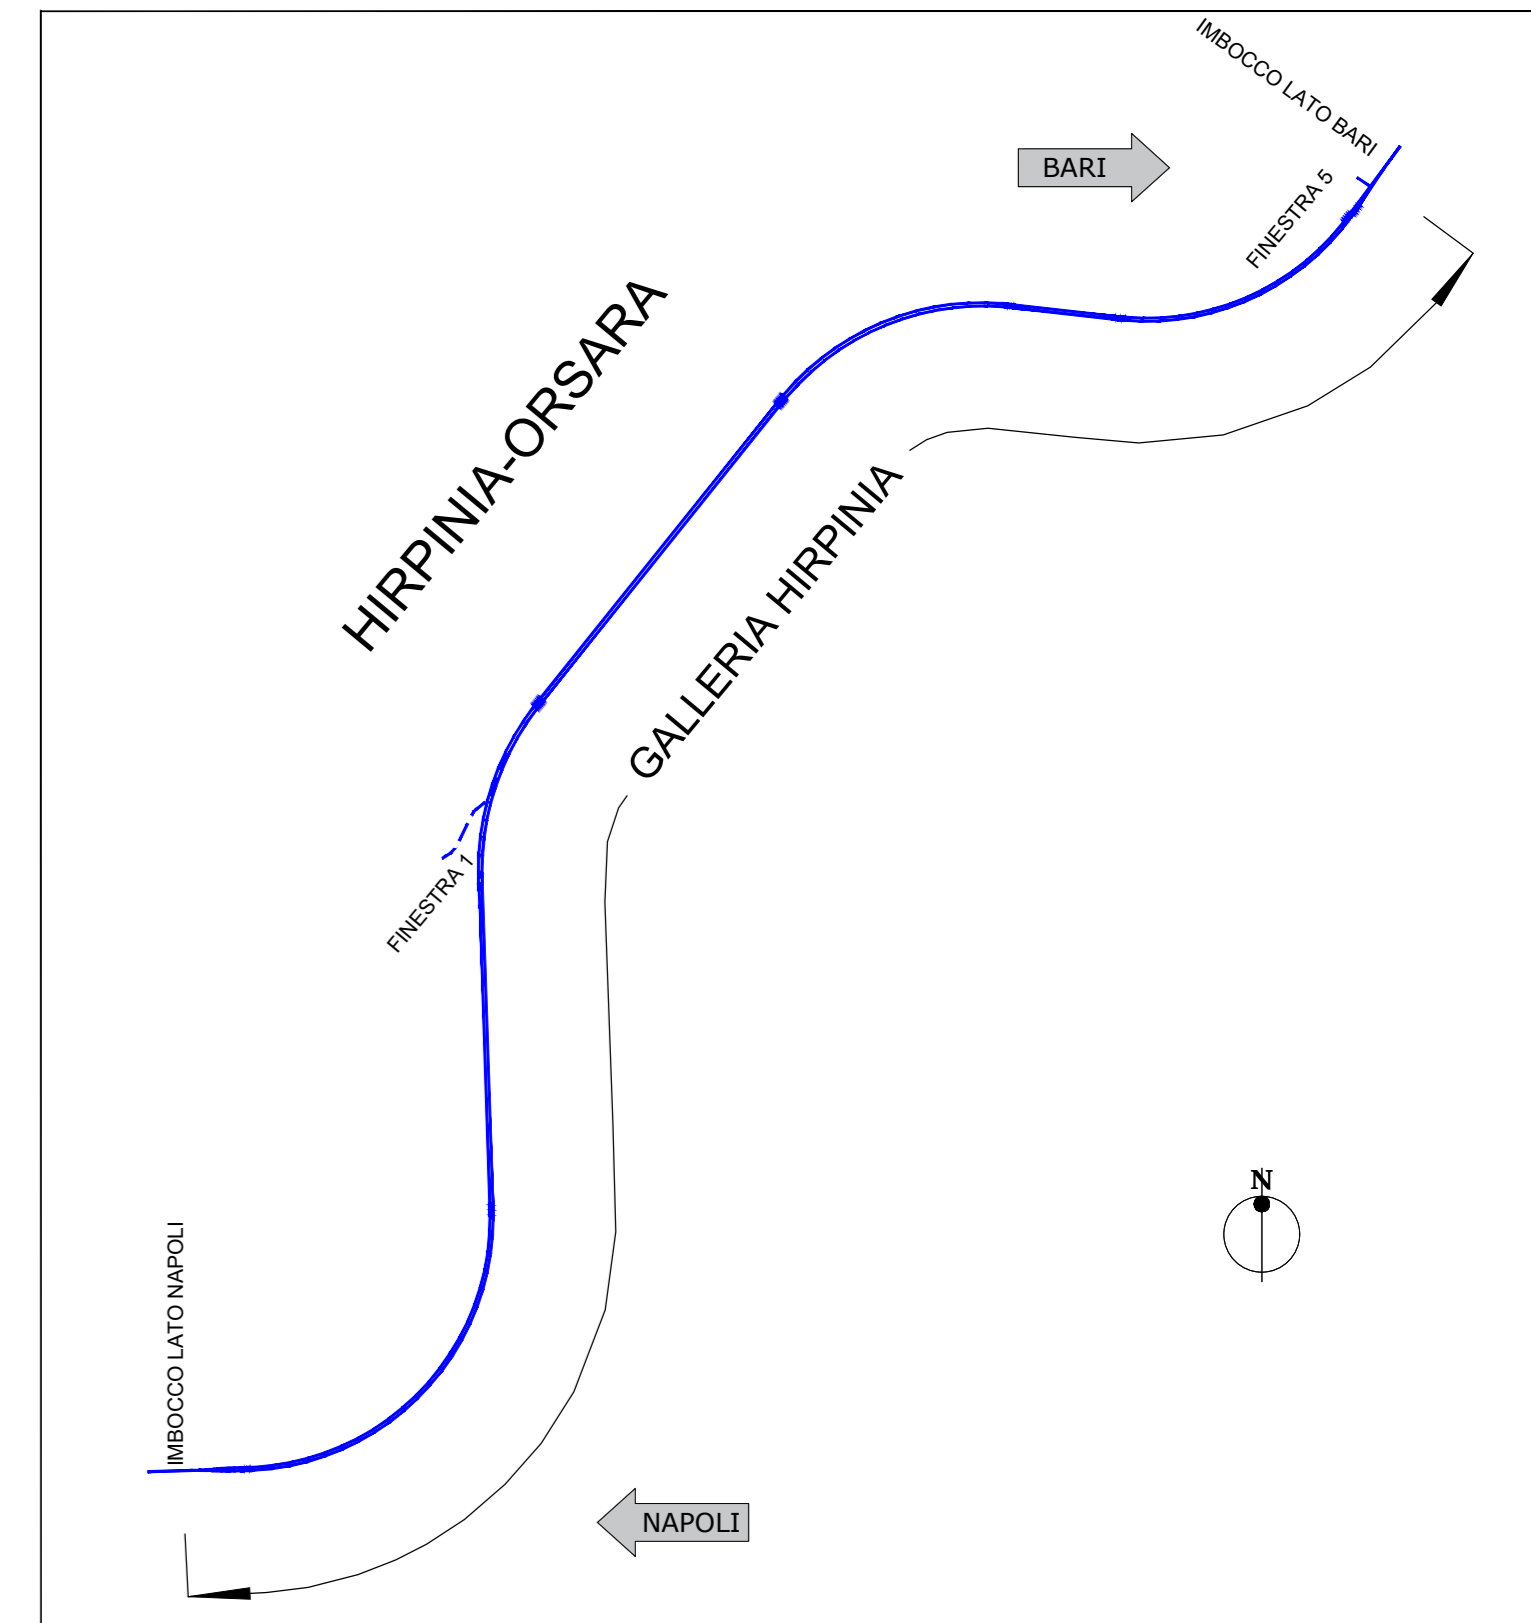 IMBOCCO LATO BARI
BARI
FINESTRA 5
HIRPINIA-ORSARA
GALLERIA HIRPINIA
FINESTRA 1
N
IMBOCCO LATO NAPOLI
NAPOLI